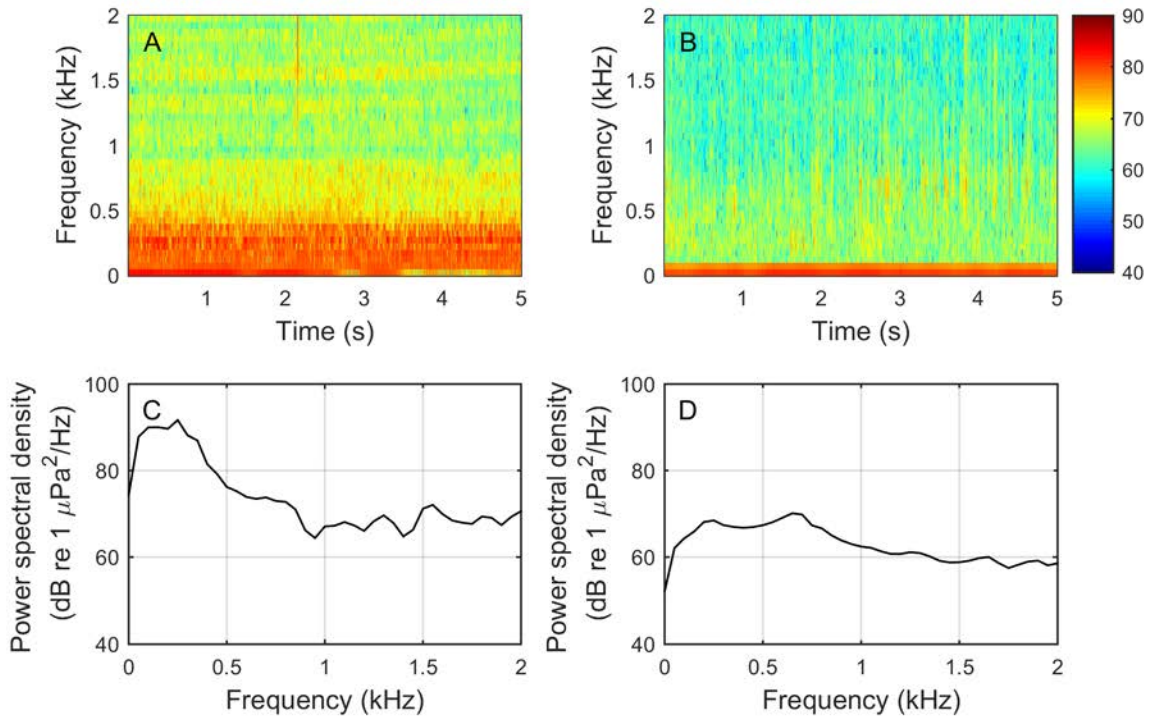 A
Frequency (kHz)
2
1.5
1
0.5
0
1 2 3 4 5
Time (s)
B
Frequency (kHz)
2
1.5
1
0.5
0
1 2 3 4 5
Time (s)
90
80
70
60
50
40
C
Power spectral density
(dB re 1 μPa²/Hz)
100
80
60
40
0 0.5 1 1.5 2
Frequency (kHz)
D
Power spectral density
(dB re 1 μPa²/Hz)
100
80
60
40
0 0.5 1 1.5 2
Frequency (kHz)